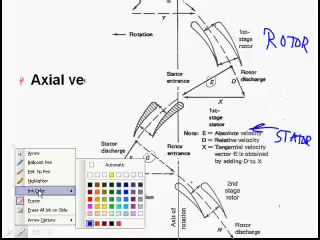 Y
Rotation
1st-
stage
rotor
ROTOR
Rotor
discharge
Stator
entrance
E
D
X
Axial ve
1st-
stage
stator
Note: E = Absolute velocity
D = Relative velocity
X = Tangential velocity
vector E is obtained
by adding D to X
STATOR
Stator
discharge
Rotor
entrance
G
2nd
stage
rotor
Axis of
rotation
H
Arrow
Ballpoint Pen
Felt Tip Pen
Highlighter
Ink Color
Eraser
Erase All Ink on Slide
Arrow Options
Automatic